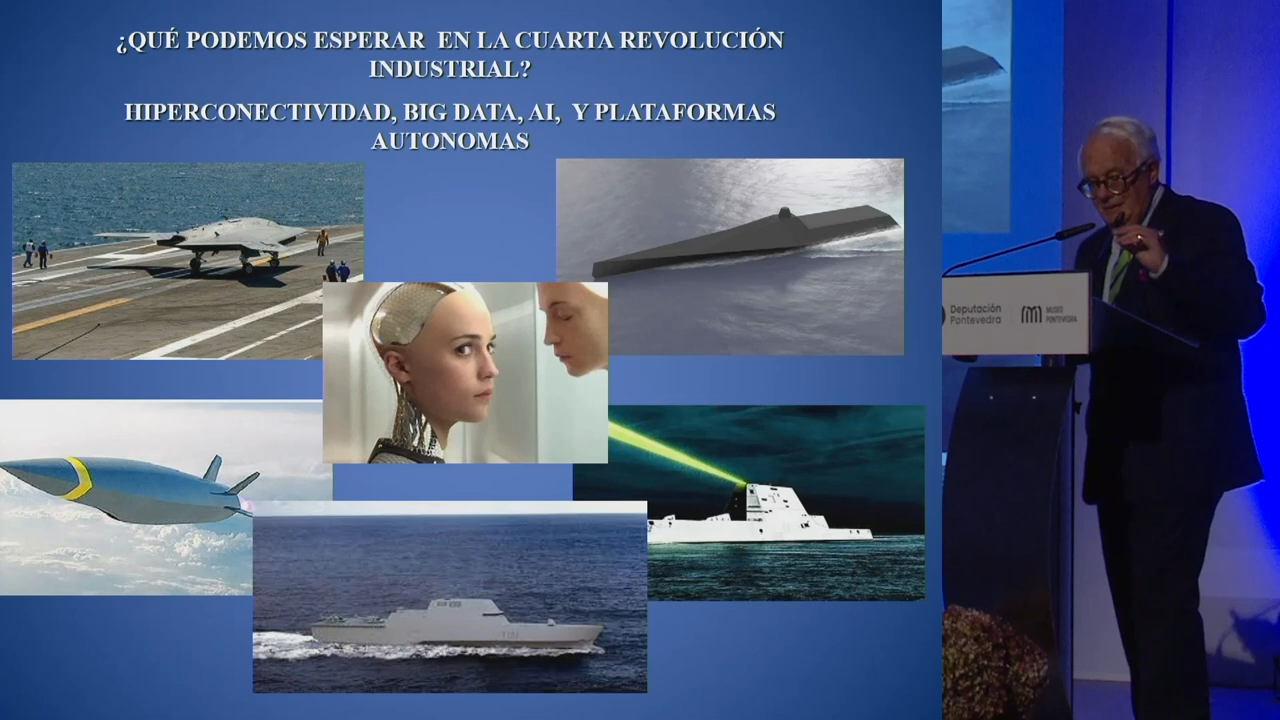 ¿QUÉ PODEMOS ESPERAR EN LA CUARTA REVOLUCIÓN
INDUSTRIAL?
HIPERCONECTIVIDAD, BIG DATA, AI, Y PLATAFORMAS
AUTONOMAS
Deputación
Pontevedra
MUSEO
PONTEVEDRA